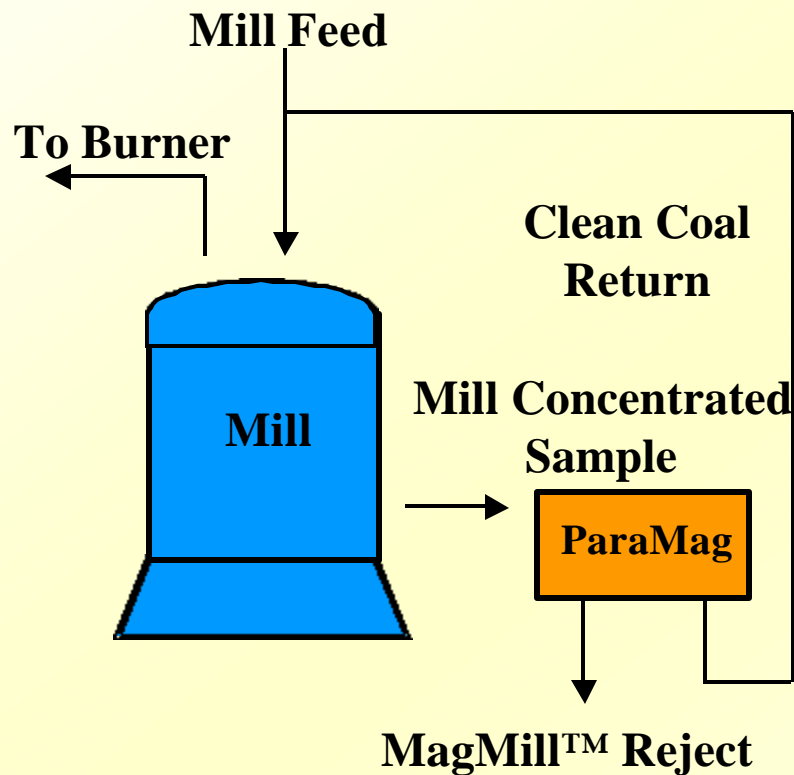 Mill Feed
To Burner
Clean Coal
Return
Mill Concentrated
Sample
Mill
ParaMag
MagMill™ Reject